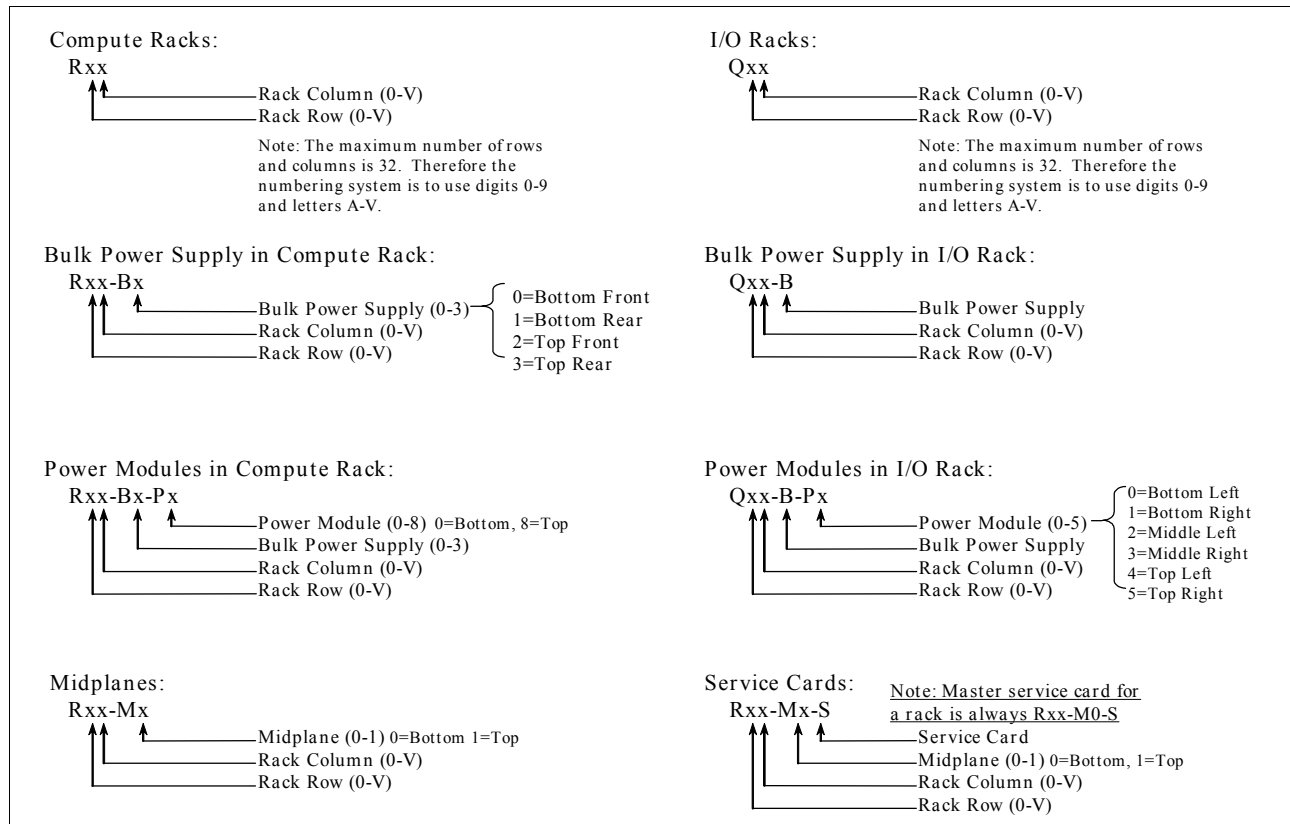 Compute Racks:
Rxx
Rack Column (0-V)
Rack Row (0-V)
Note: The maximum number of rows
and columns is 32. Therefore the
numbering system is to use digits 0-9
and letters A-V.
I/O Racks:
Qxx
Rack Column (0-V)
Rack Row (0-V)
Note: The maximum number of rows
and columns is 32. Therefore the
numbering system is to use digits 0-9
and letters A-V.
Bulk Power Supply in Compute Rack:
Rxx-Bx
Bulk Power Supply (0-3)
Rack Column (0-V)
Rack Row (0-V)
0=Bottom Front
1=Bottom Rear
2=Top Front
3=Top Rear
Bulk Power Supply in I/O Rack:
Qxx-B
Bulk Power Supply
Rack Column (0-V)
Rack Row (0-V)
Power Modules in Compute Rack:
Rxx-Bx-Px
Power Module (0-8) 0=Bottom, 8=Top
Bulk Power Supply (0-3)
Rack Column (0-V)
Rack Row (0-V)
Power Modules in I/O Rack:
Qxx-B-Px
Power Module (0-5)
Bulk Power Supply
Rack Column (0-V)
Rack Row (0-V)
0=Bottom Left
1=Bottom Right
2=Middle Left
3=Middle Right
4=Top Left
5=Top Right
Midplanes:
Rxx-Mx
Midplane (0-1) 0=Bottom 1=Top
Rack Column (0-V)
Rack Row (0-V)
Service Cards:
Note: Master service card for
a rack is always Rxx-M0-S
Rxx-Mx-S
Service Card
Midplane (0-1) 0=Bottom, 1=Top
Rack Column (0-V)
Rack Row (0-V)